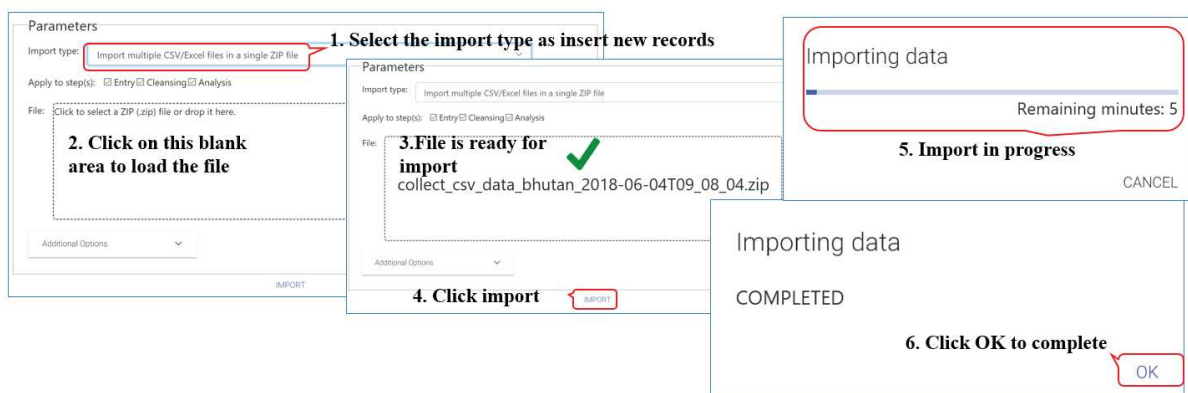 Parameters
Import type: Import multiple CSV/Excel files in a single ZIP file
1. Select the import type as insert new records
Apply to step(s): ☑ Entry ☑ Cleansing ☑ Analysis
File: Click to select a ZIP (.zip) file or drop it here.
2. Click on this blank
area to load the file
Additional Options
IMPORT
Parameters
Import type: Import multiple CSV/Excel files in a single ZIP file
Apply to step(s): ☑ Entry ☑ Cleansing ☑ Analysis
File:
3.File is ready for
import
collect_csv_data_bhutan_2018-06-04T09_08_04.zip
Additional Options
4. Click import
IMPORT
Importing data
Remaining minutes: 5
5. Import in progress
CANCEL
Importing data
COMPLETED
6. Click OK to complete
OK